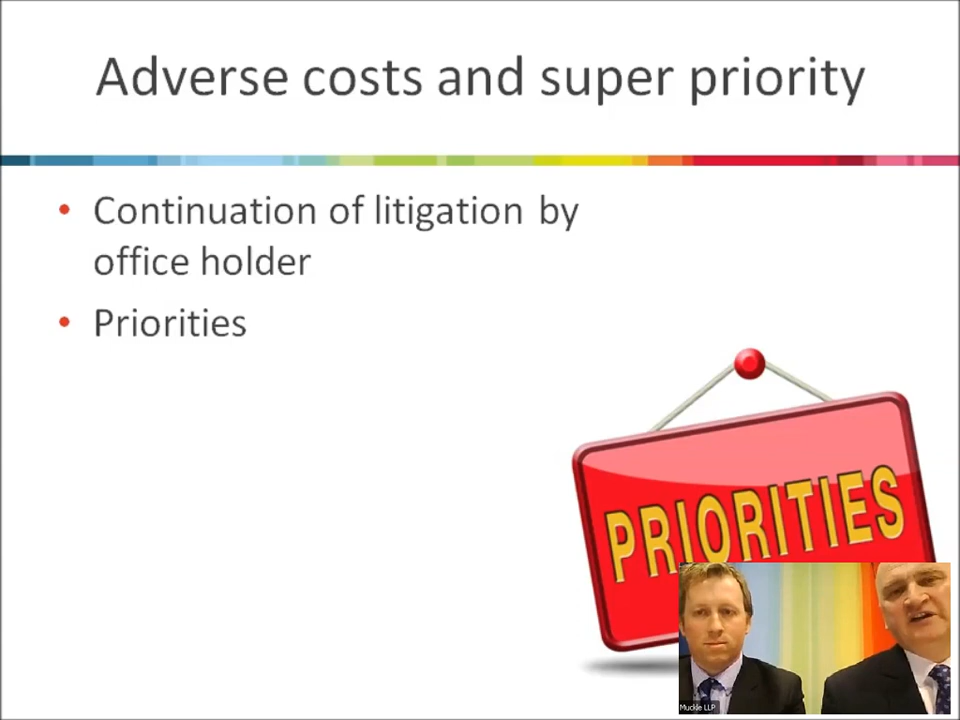 Adverse costs and super priority
• Continuation of litigation by
office holder
• Priorities
PRIORITIES
Muckle LLP